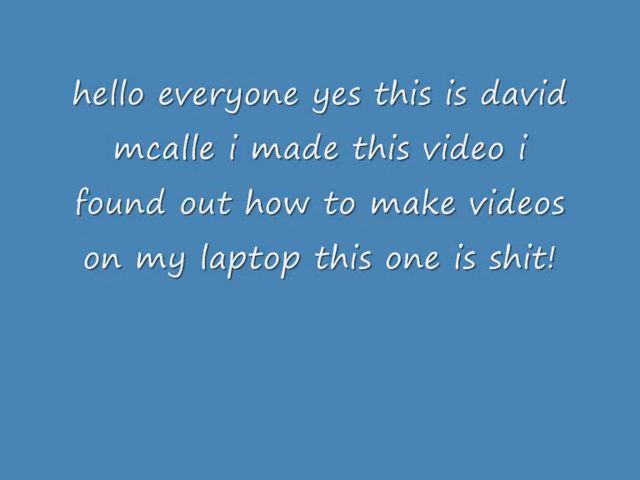 hello everyone yes this is david
mcalle i made this video i
found out how to make videos
on my laptop this one is shit!